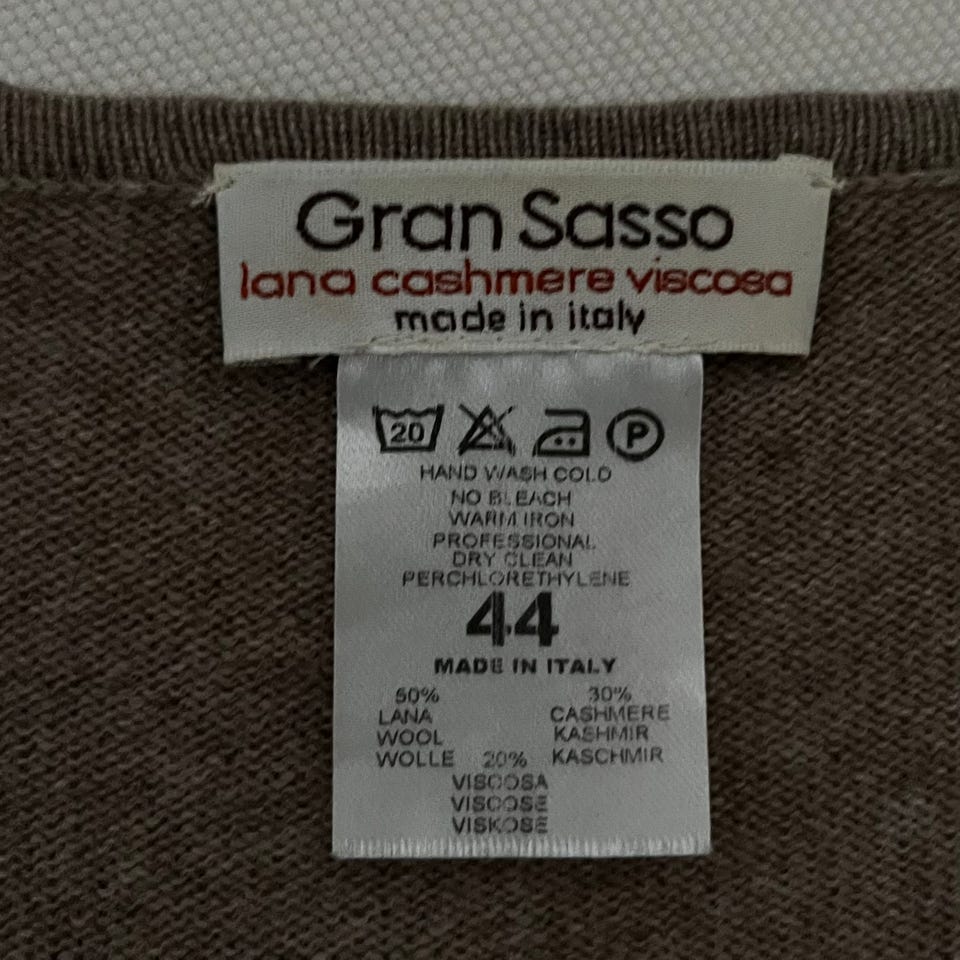 Gran Sasso
lana cashmere viscosa
made in italy
20 P
HAND WASH COLD
NO BLEACH
WARM IRON
PROFESSIONAL
DRY CLEAN
PERCHLORETHYLENE
44
MADE IN ITALY
50% 30%
LANA CASHMERE
WOOL KASHMIR
WOLLE 20% KASCHMIR
VISCOSA
VISCOSE
VISKOSE